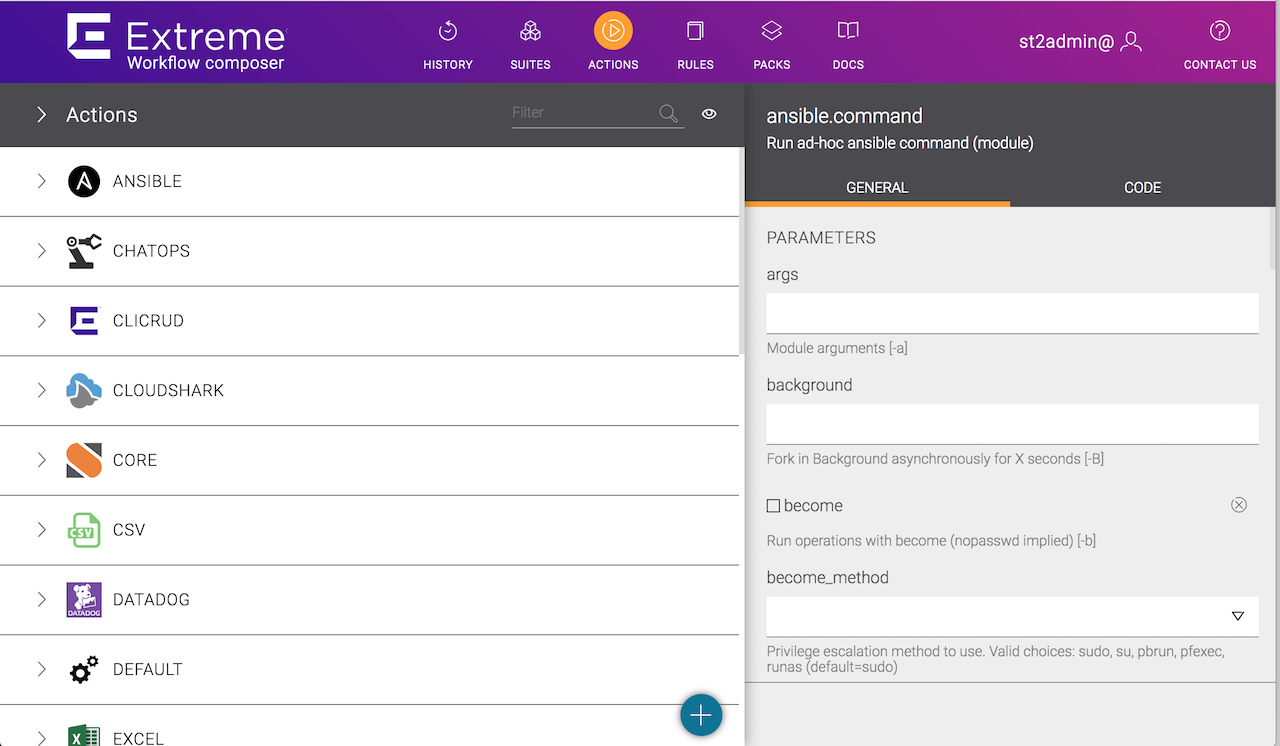 Extreme
Workflow composer
HISTORY
SUITES
ACTIONS
RULES
PACKS
DOCS
st2admin@
CONTACT US
Actions
Filter
ANSIBLE
CHATOPS
CLICRUD
CLOUDSHARK
CORE
CSV
CSV
DATADOG
DATADOG
DEFAULT
X
EXCEL
ansible.command
Run ad-hoc ansible command (module)
GENERAL
CODE
PARAMETERS
args
Module arguments [-a]
background
Fork in Background asynchronously for X seconds [-B]
become
Run operations with become (nopasswd implied) [-b]
become_method
Privilege escalation method to use. Valid choices: sudo, su, pbrun, pfexec,
runas (default=sudo)